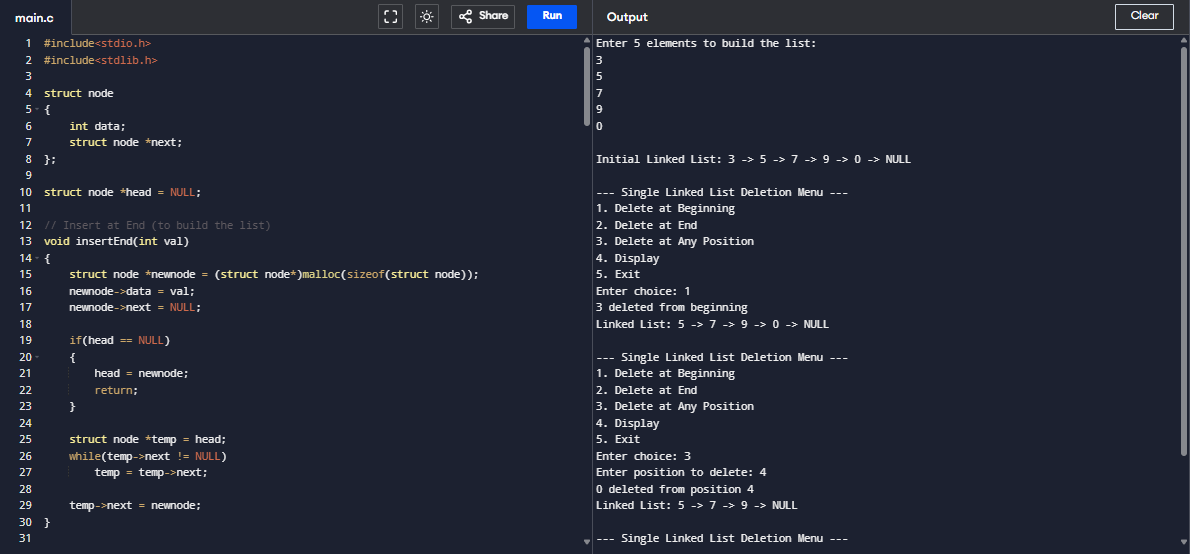 main.c
Share
Run
1 #include<stdio.h>
2 #include<stdlib.h>
3
4 struct node
5 {
6     int data;
7     struct node *next;
8 };
9
10 struct node *head = NULL;
11
12 // Insert at End (to build the list)
13 void insertEnd(int val)
14 {
15     struct node *newnode = (struct node*)malloc(sizeof(struct node));
16     newnode->data = val;
17     newnode->next = NULL;
18
19     if(head == NULL)
20     {
21         head = newnode;
22         return;
23     }
24
25     struct node *temp = head;
26     while(temp->next != NULL)
27         temp = temp->next;
28
29     temp->next = newnode;
30 }
31
Output
Clear
Enter 5 elements to build the list:
3
5
7
9
0
Initial Linked List: 3 -> 5 -> 7 -> 9 -> 0 -> NULL
--- Single Linked List Deletion Menu ---
1. Delete at Beginning
2. Delete at End
3. Delete at Any Position
4. Display
5. Exit
Enter choice: 1
3 deleted from beginning
Linked List: 5 -> 7 -> 9 -> 0 -> NULL
--- Single Linked List Deletion Menu ---
1. Delete at Beginning
2. Delete at End
3. Delete at Any Position
4. Display
5. Exit
Enter choice: 3
Enter position to delete: 4
0 deleted from position 4
Linked List: 5 -> 7 -> 9 -> NULL
--- Single Linked List Deletion Menu ---